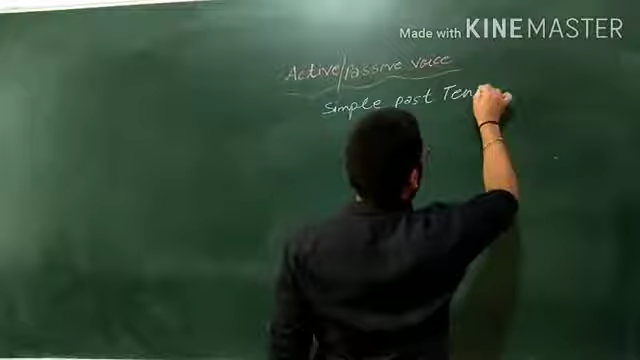 Made with KINEMASTER
Active/Passive Voice
Simple past Ten